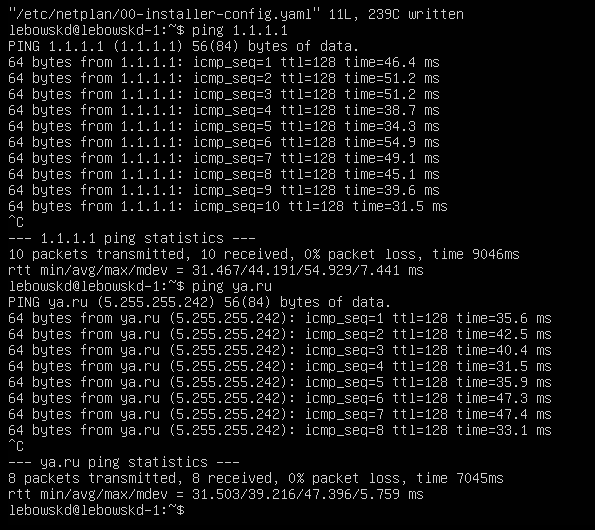 "/etc/netplan/00-installer-config.yaml" 11L, 239C written
lebowskd@lebowskd-1:~$ ping 1.1.1.1
PING 1.1.1.1 (1.1.1.1) 56(84) bytes of data.
64 bytes from 1.1.1.1: icmp_seq=1 ttl=128 time=46.4 ms
64 bytes from 1.1.1.1: icmp_seq=2 ttl=128 time=51.2 ms
64 bytes from 1.1.1.1: icmp_seq=3 ttl=128 time=51.2 ms
64 bytes from 1.1.1.1: icmp_seq=4 ttl=128 time=38.7 ms
64 bytes from 1.1.1.1: icmp_seq=5 ttl=128 time=34.3 ms
64 bytes from 1.1.1.1: icmp_seq=6 ttl=128 time=54.9 ms
64 bytes from 1.1.1.1: icmp_seq=7 ttl=128 time=49.1 ms
64 bytes from 1.1.1.1: icmp_seq=8 ttl=128 time=45.1 ms
64 bytes from 1.1.1.1: icmp_seq=9 ttl=128 time=39.6 ms
64 bytes from 1.1.1.1: icmp_seq=10 ttl=128 time=31.5 ms
^C
--- 1.1.1.1 ping statistics ---
10 packets transmitted, 10 received, 0% packet loss, time 9046ms
rtt min/avg/max/mdev = 31.467/44.191/54.929/7.441 ms
lebowskd@lebowskd-1:~$ ping ya.ru
PING ya.ru (5.255.255.242) 56(84) bytes of data.
64 bytes from ya.ru (5.255.255.242): icmp_seq=1 ttl=128 time=35.6 ms
64 bytes from ya.ru (5.255.255.242): icmp_seq=2 ttl=128 time=42.5 ms
64 bytes from ya.ru (5.255.255.242): icmp_seq=3 ttl=128 time=40.4 ms
64 bytes from ya.ru (5.255.255.242): icmp_seq=4 ttl=128 time=31.5 ms
64 bytes from ya.ru (5.255.255.242): icmp_seq=5 ttl=128 time=35.9 ms
64 bytes from ya.ru (5.255.255.242): icmp_seq=6 ttl=128 time=47.3 ms
64 bytes from ya.ru (5.255.255.242): icmp_seq=7 ttl=128 time=47.4 ms
64 bytes from ya.ru (5.255.255.242): icmp_seq=8 ttl=128 time=33.1 ms
^C
--- ya.ru ping statistics ---
8 packets transmitted, 8 received, 0% packet loss, time 7045ms
rtt min/avg/max/mdev = 31.503/39.216/47.396/5.759 ms
lebowskd@lebowskd-1:~$